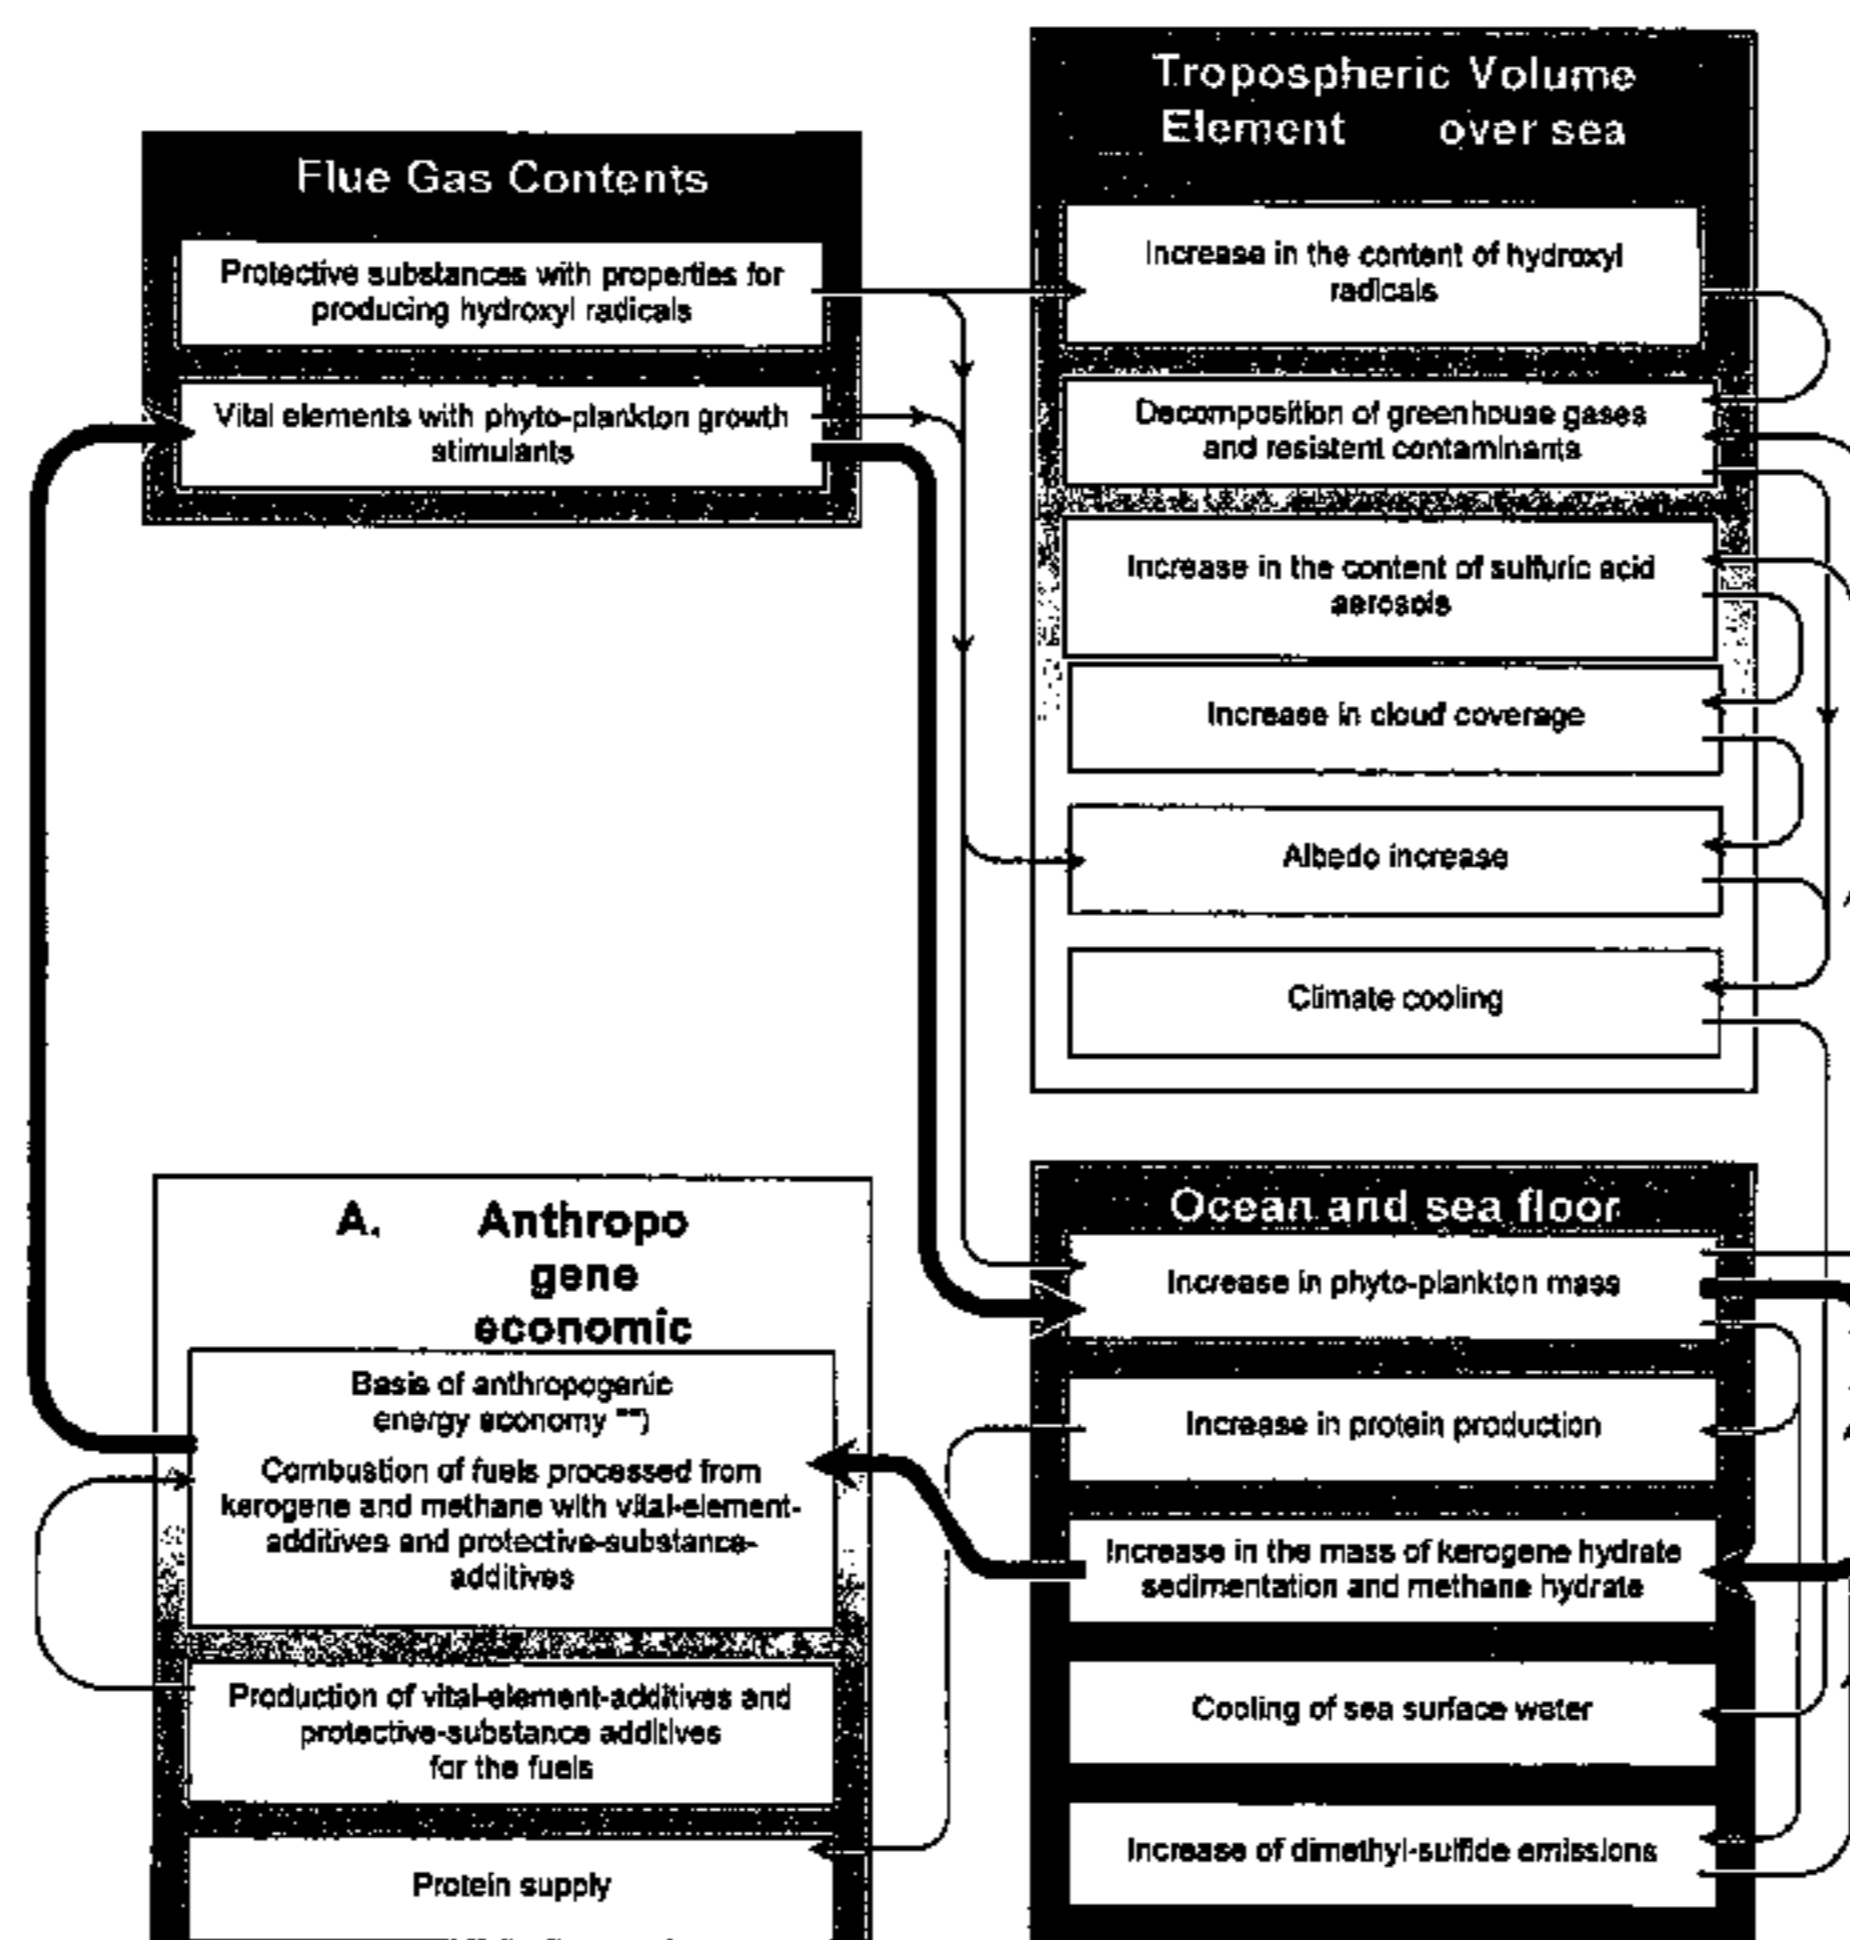 Flue Gas Contents
Protective substances with properties for
producing hydroxyl radicals
Vital elements with phyto-plankton growth
stimulants
Tropospheric Volume
Element over sea
Increase in the content of hydroxyl
radicals
Decomposition of greenhouse gases
and resistent contaminants
Increase in the content of sulfuric acid
aerosols
Increase in cloud coverage
Albedo increase
Climate cooling
A. Anthropo
gene
economic
Basis of anthropogenic
energy economy **)
Combustion of fuels processed from
kerogene and methane with vital-element-
additives and protective-substance-
additives
Production of vital-element-additives and
protective-substance additives
for the fuels
Protein supply
Ocean and sea floor
Increase in phyto-plankton mass
Increase in protein production
Increase in the mass of kerogene hydrate
sedimentation and methane hydrate
Cooling of sea surface water
Increase of dimethyl-sulfide emissions